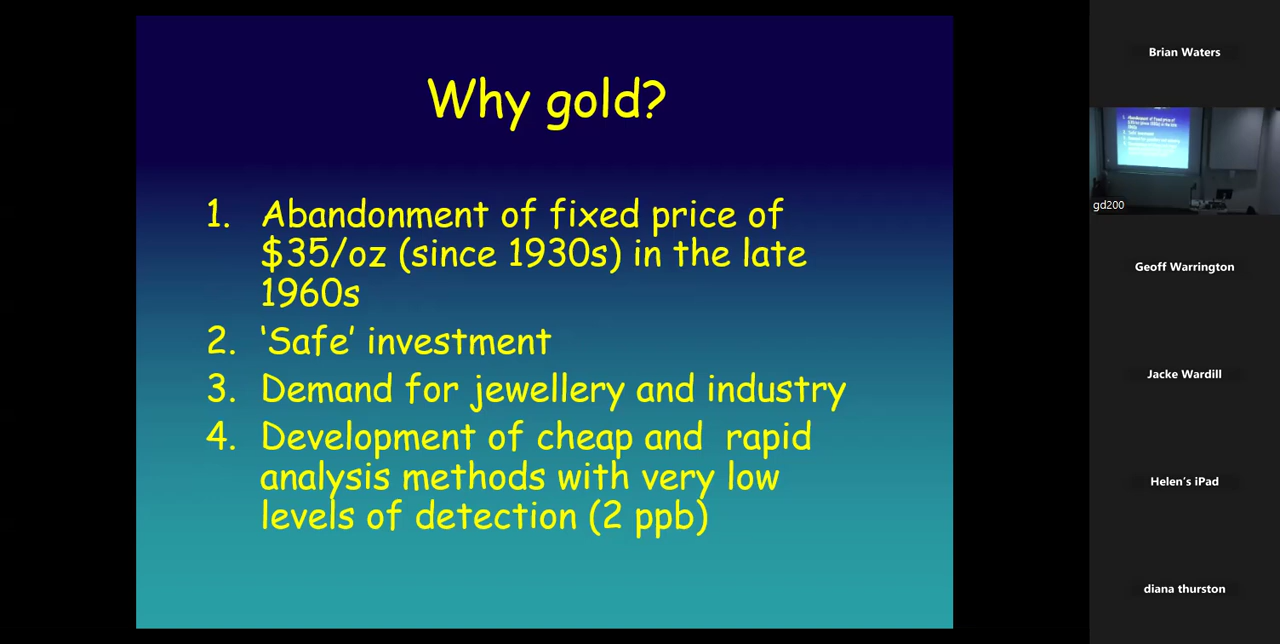 Why gold?
1. Abandonment of fixed price of
$35/oz (since 1930s) in the late
1960s
2. ‘Safe’ investment
3. Demand for jewellery and industry
4. Development of cheap and rapid
analysis methods with very low
levels of detection (2 ppb)
Brian Waters
gd200
Geoff Warrington
Jacke Wardill
Helen’s iPad
diana thurston